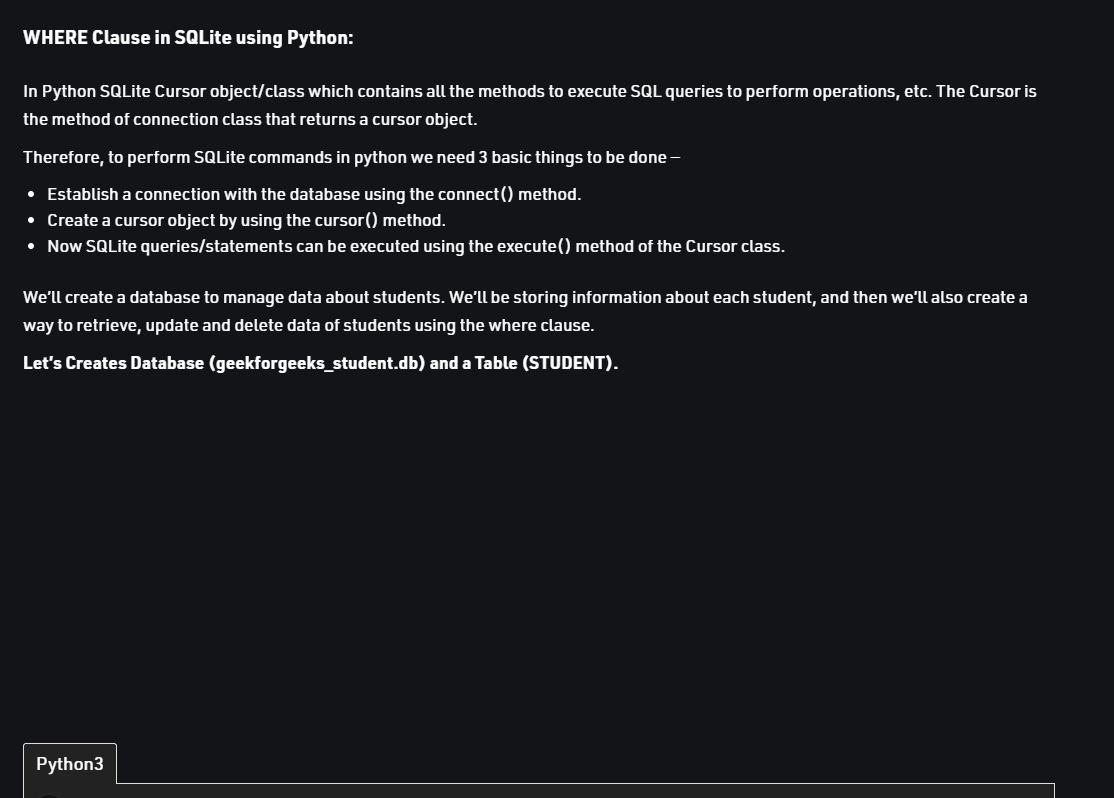 WHERE Clause in SQLite using Python:
In Python SQLite Cursor object/class which contains all the methods to execute SQL queries to perform operations, etc. The Cursor is
the method of connection class that returns a cursor object.
Therefore, to perform SQLite commands in python we need 3 basic things to be done –
• Establish a connection with the database using the connect() method.
• Create a cursor object by using the cursor() method.
• Now SQLite queries/statements can be executed using the execute() method of the Cursor class.
We’ll create a database to manage data about students. We’ll be storing information about each student, and then we’ll also create a
way to retrieve, update and delete data of students using the where clause.
Let’s Creates Database (geekforgeeks_student.db) and a Table (STUDENT).
Python3